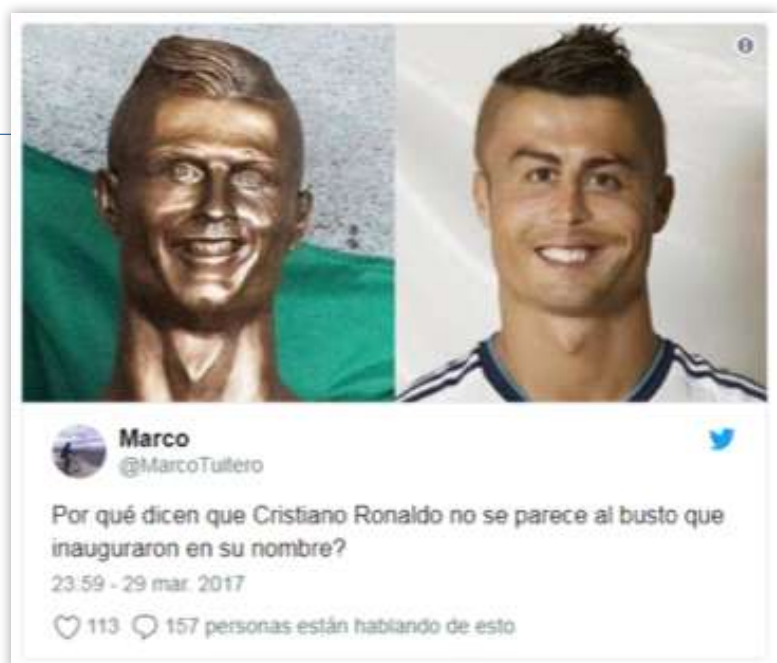 Marco
@MarcoTuitero
Por qué dicen que Cristiano Ronaldo no se parece al busto que
inauguraron en su nombre?
23:59 - 29 mar. 2017
113 157 personas están hablando de esto